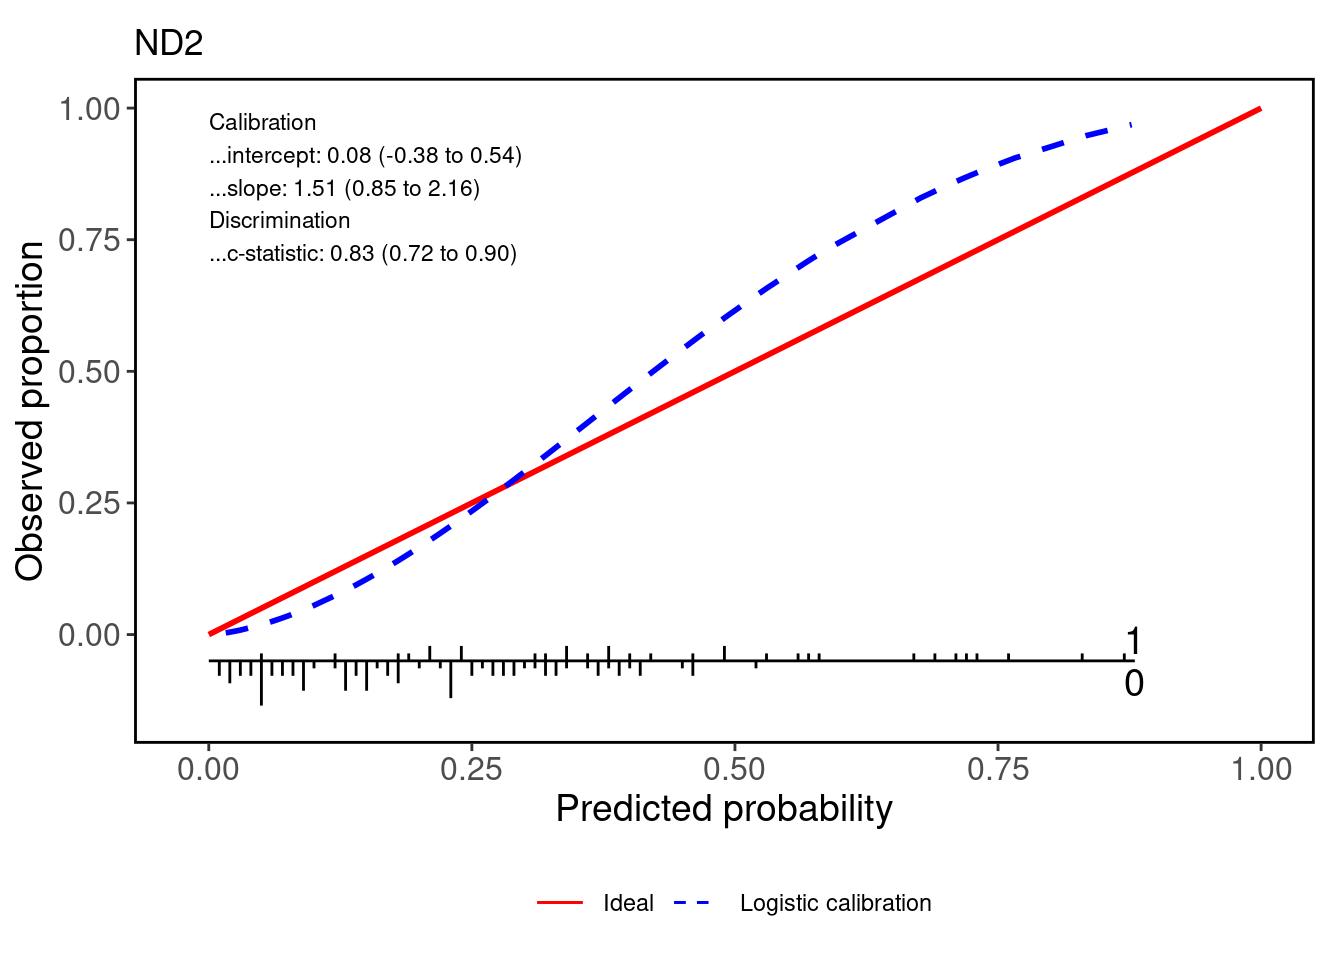 ND2
1.00
0.75
0.50
0.25
0.00
Observed proportion
Calibration
...intercept: 0.08 (-0.38 to 0.54)
...slope: 1.51 (0.85 to 2.16)
Discrimination
...c-statistic: 0.83 (0.72 to 0.90)
1
0
0.00 0.25 0.50 0.75 1.00
Predicted probability
Ideal Logistic calibration